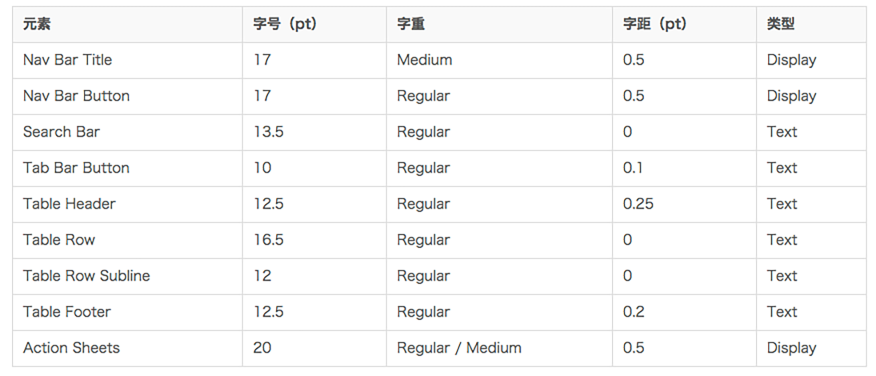 元素 字号（pt） 字重 字距（pt） 类型
Nav Bar Title 17 Medium 0.5 Display
Nav Bar Button 17 Regular 0.5 Display
Search Bar 13.5 Regular 0 Text
Tab Bar Button 10 Regular 0.1 Text
Table Header 12.5 Regular 0.25 Text
Table Row 16.5 Regular 0 Text
Table Row Subline 12 Regular 0 Text
Table Footer 12.5 Regular 0.2 Text
Action Sheets 20 Regular / Medium 0.5 Display